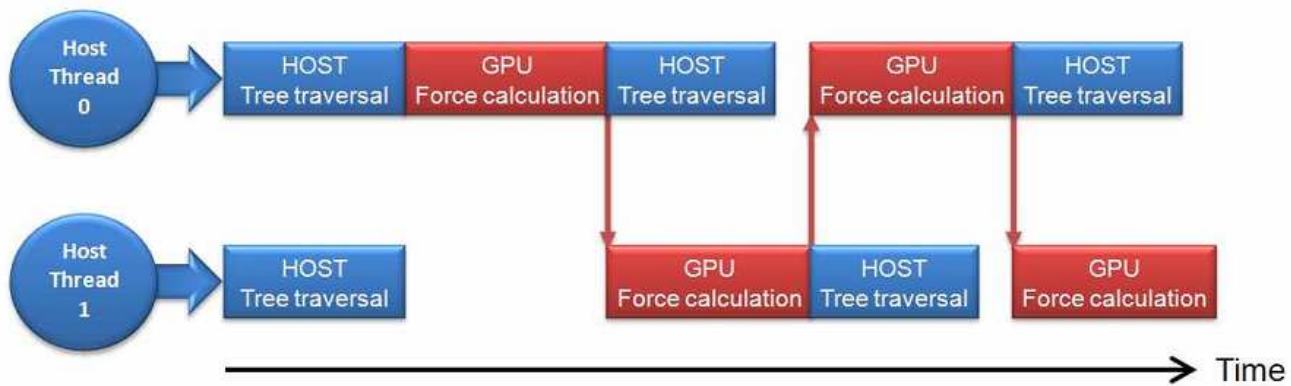 Host
Thread
0
HOST
Tree traversal
GPU
Force calculation
HOST
Tree traversal
GPU
Force calculation
HOST
Tree traversal
Host
Thread
1
HOST
Tree traversal
GPU
Force calculation
HOST
Tree traversal
GPU
Force calculation
Time